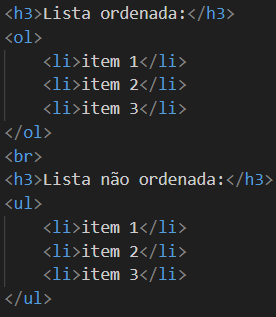 <h3>Lista ordenada:</h3>
<ol>
    <li>item 1</li>
    <li>item 2</li>
    <li>item 3</li>
</ol>
<br>
<h3>Lista não ordenada:</h3>
<ul>
    <li>item 1</li>
    <li>item 2</li>
    <li>item 3</li>
</ul>